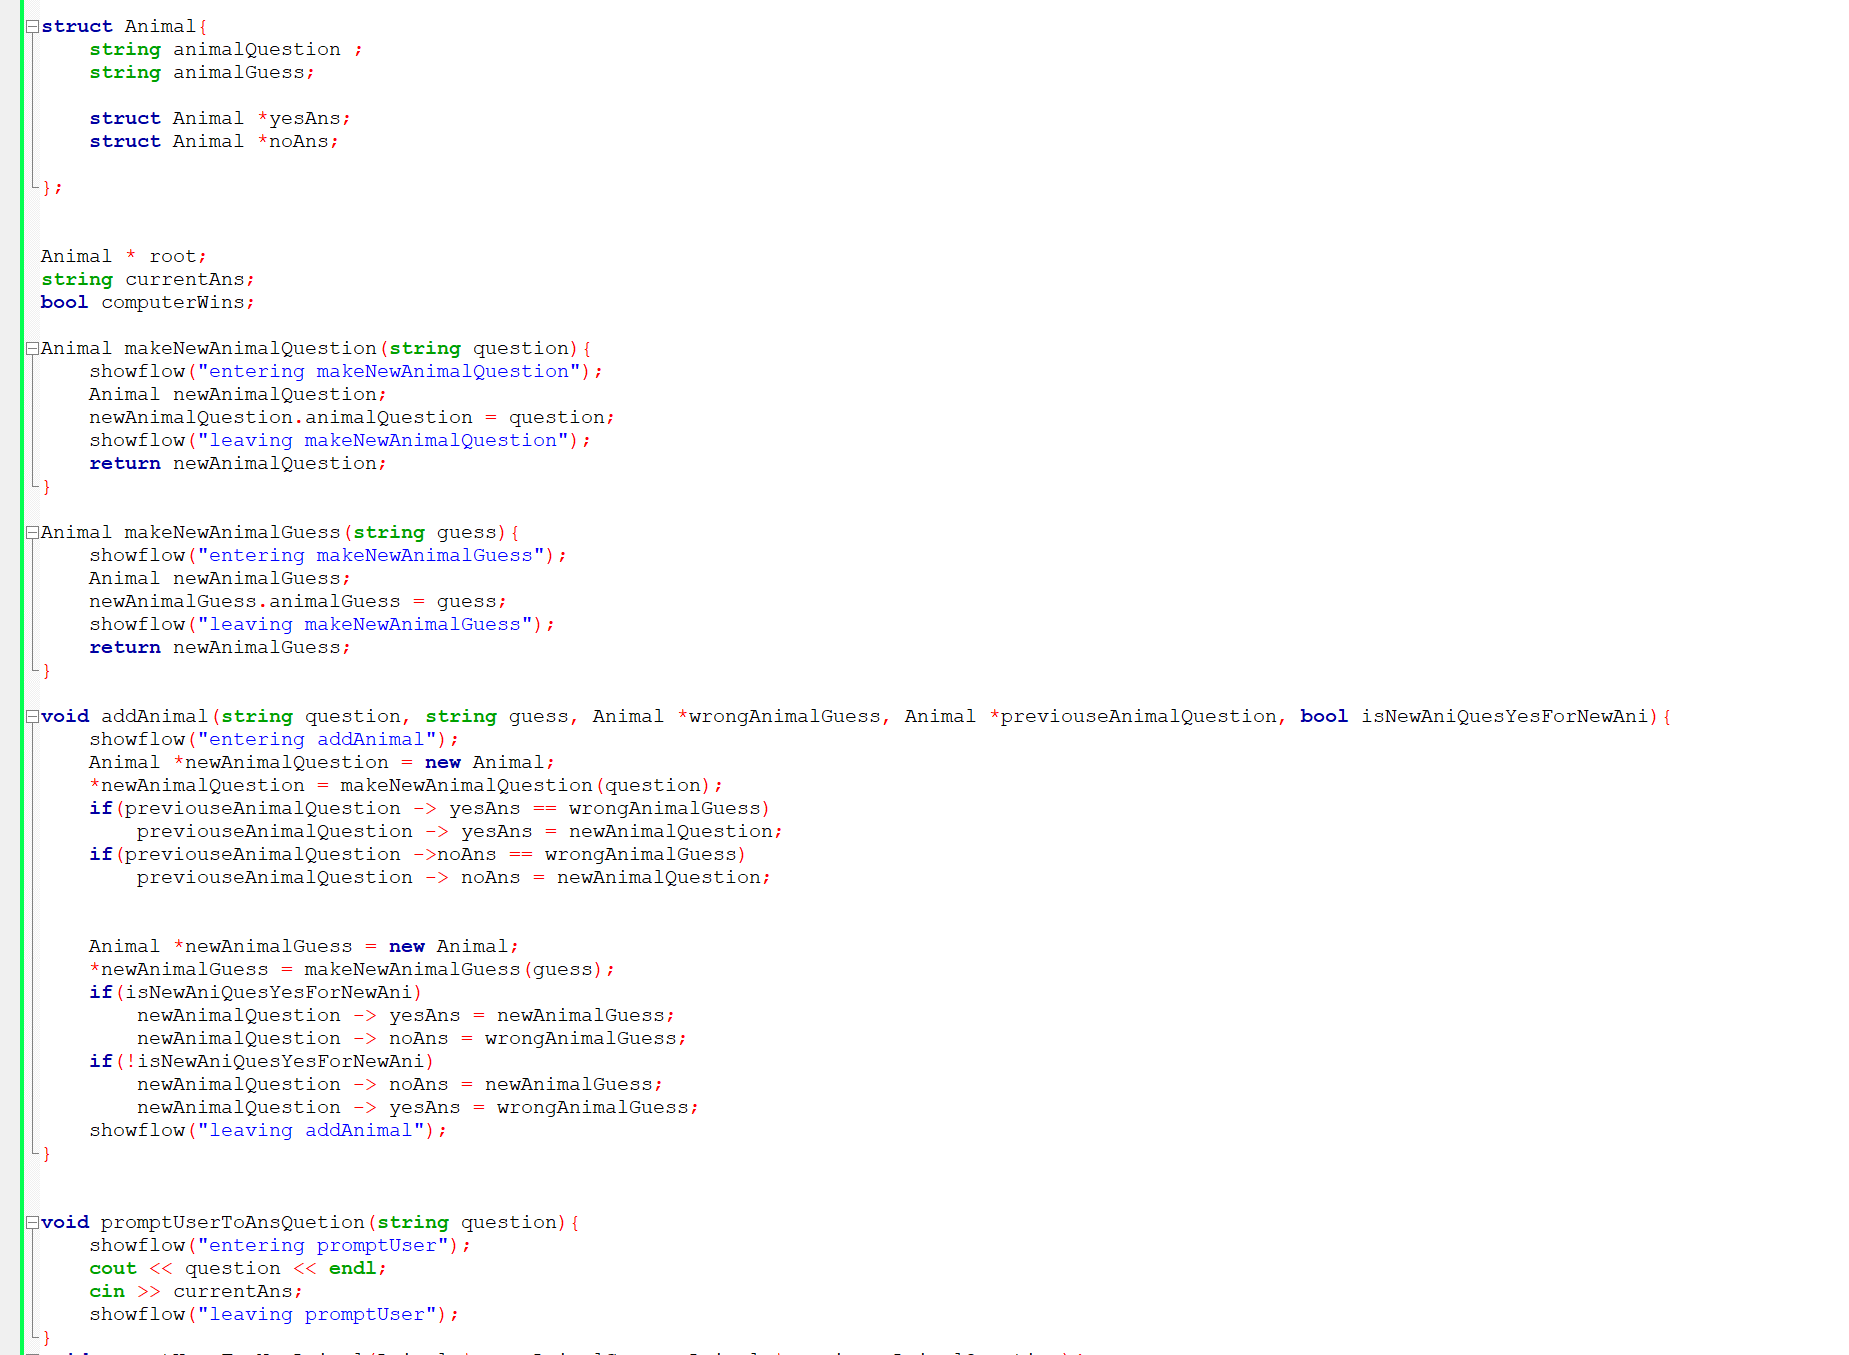 struct Animal{
string animalQuestion ;
string animalGuess;
struct Animal *yesAns;
struct Animal *noAns;
};
Animal * root;
string currentAns;
bool computerWins;
Animal makeNewAnimalQuestion(string question){
showflow("entering makeNewAnimalQuestion");
Animal newAnimalQuestion;
newAnimalQuestion.animalQuestion = question;
showflow("leaving makeNewAnimalQuestion");
return newAnimalQuestion;
}
Animal makeNewAnimalGuess(string guess){
showflow("entering makeNewAnimalGuess");
Animal newAnimalGuess;
newAnimalGuess.animalGuess = guess;
showflow("leaving makeNewAnimalGuess");
return newAnimalGuess;
}
void addAnimal(string question, string guess, Animal *wrongAnimalGuess, Animal *previouseAnimalQuestion, bool isNewAniQuesYesForNewAni){
showflow("entering addAnimal");
Animal *newAnimalQuestion = new Animal;
*newAnimalQuestion = makeNewAnimalQuestion(question);
if(previouseAnimalQuestion -> yesAns == wrongAnimalGuess)
previouseAnimalQuestion -> yesAns = newAnimalQuestion;
if(previouseAnimalQuestion ->noAns == wrongAnimalGuess)
previouseAnimalQuestion -> noAns = newAnimalQuestion;
Animal *newAnimalGuess = new Animal;
*newAnimalGuess = makeNewAnimalGuess(guess);
if(isNewAniQuesYesForNewAni)
newAnimalQuestion -> yesAns = newAnimalGuess;
newAnimalQuestion -> noAns = wrongAnimalGuess;
if(!isNewAniQuesYesForNewAni)
newAnimalQuestion -> noAns = newAnimalGuess;
newAnimalQuestion -> yesAns = wrongAnimalGuess;
showflow("leaving addAnimal");
}
void promptUserToAnsQuetion(string question){
showflow("entering promptUser");
cout << question << endl;
cin >> currentAns;
showflow("leaving promptUser");
}